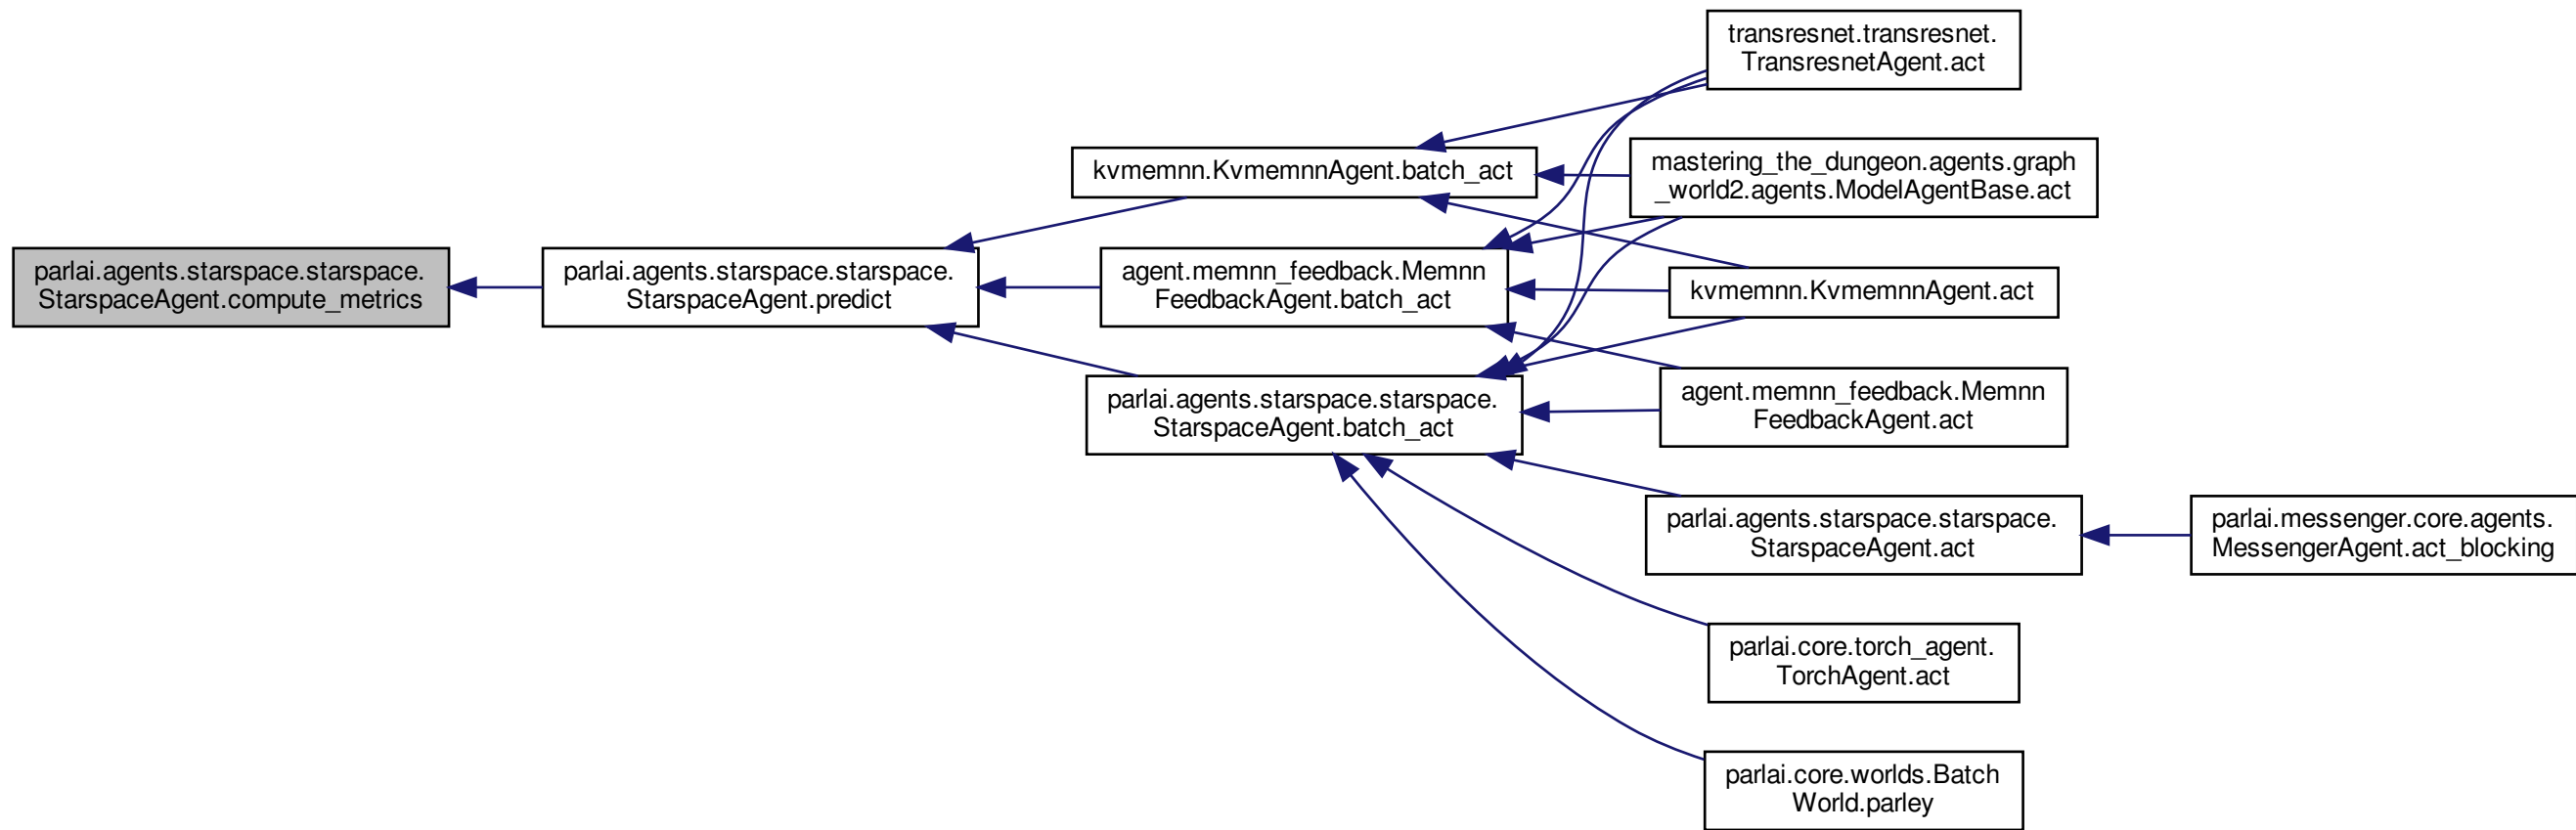 parlai.agents.starspace.starspace.
StarspaceAgent.compute_metrics
parlai.agents.starspace.starspace.
StarspaceAgent.predict
kvmemnn.KvmemnnAgent.batch_act
agent.memnn_feedback.Memnn
FeedbackAgent.batch_act
parlai.agents.starspace.starspace.
StarspaceAgent.batch_act
transresnet.transresnet.
TransresnetAgent.act
mastering_the_dungeon.agents.graph
_world2.agents.ModelAgentBase.act
kvmemnn.KvmemnnAgent.act
agent.memnn_feedback.Memnn
FeedbackAgent.act
parlai.agents.starspace.starspace.
StarspaceAgent.act
parlai.messenger.core.agents.
MessengerAgent.act_blocking
parlai.core.torch_agent.
TorchAgent.act
parlai.core.worlds.Batch
World.parley